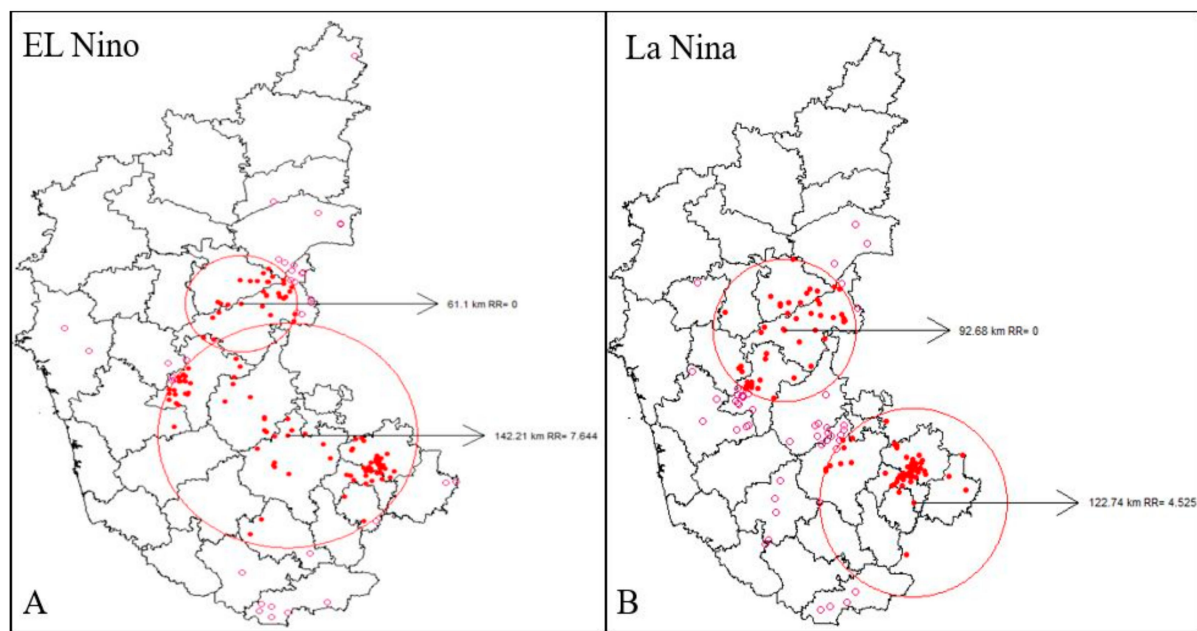 EL Nino
61.1 km RR= 0
142.21 km RR= 7.644
A
La Nina
92.68 km RR= 0
122.74 km RR= 4.525
B